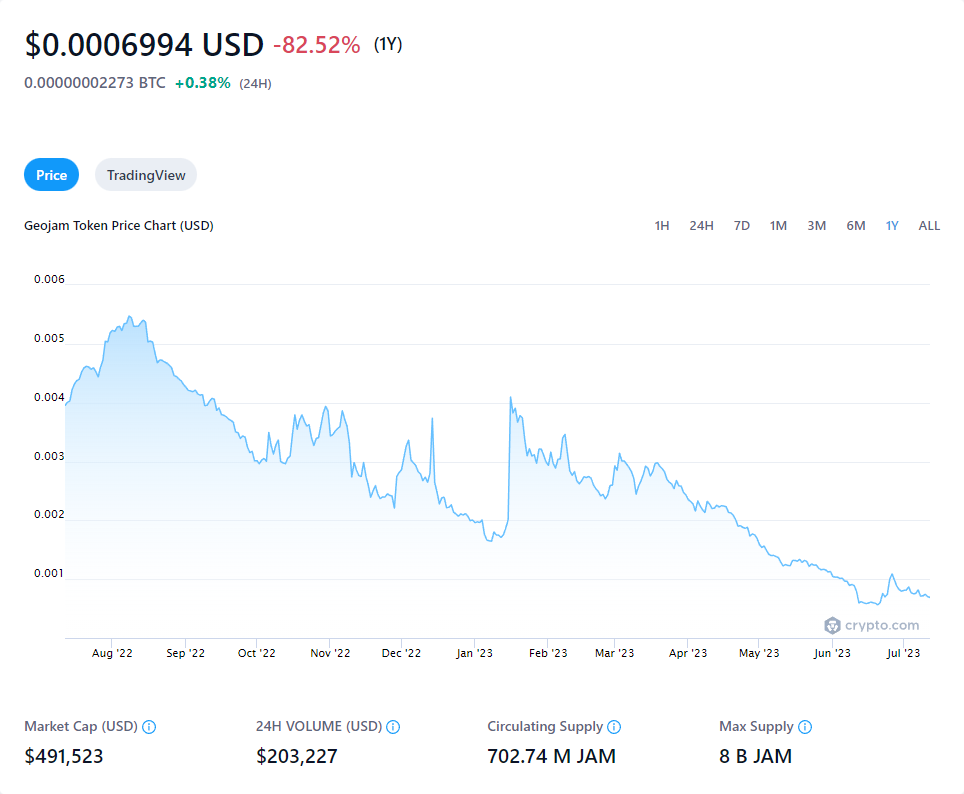 $0.0006994 USD -82.52% (1Y)
0.00000002273 BTC +0.38% (24H)
Price TradingView
Geojam Token Price Chart (USD) 1H 24H 7D 1M 3M 6M 1Y ALL
0.006
0.005
0.004
0.003
0.002
0.001
crypto.com
Aug '22 Sep '22 Oct '22 Nov '22 Dec '22 Jan '23 Feb '23 Mar '23 Apr '23 May '23 Jun '23 Jul '23
Market Cap (USD) 24H VOLUME (USD) Circulating Supply Max Supply
$491,523 $203,227 702.74 M JAM 8 B JAM